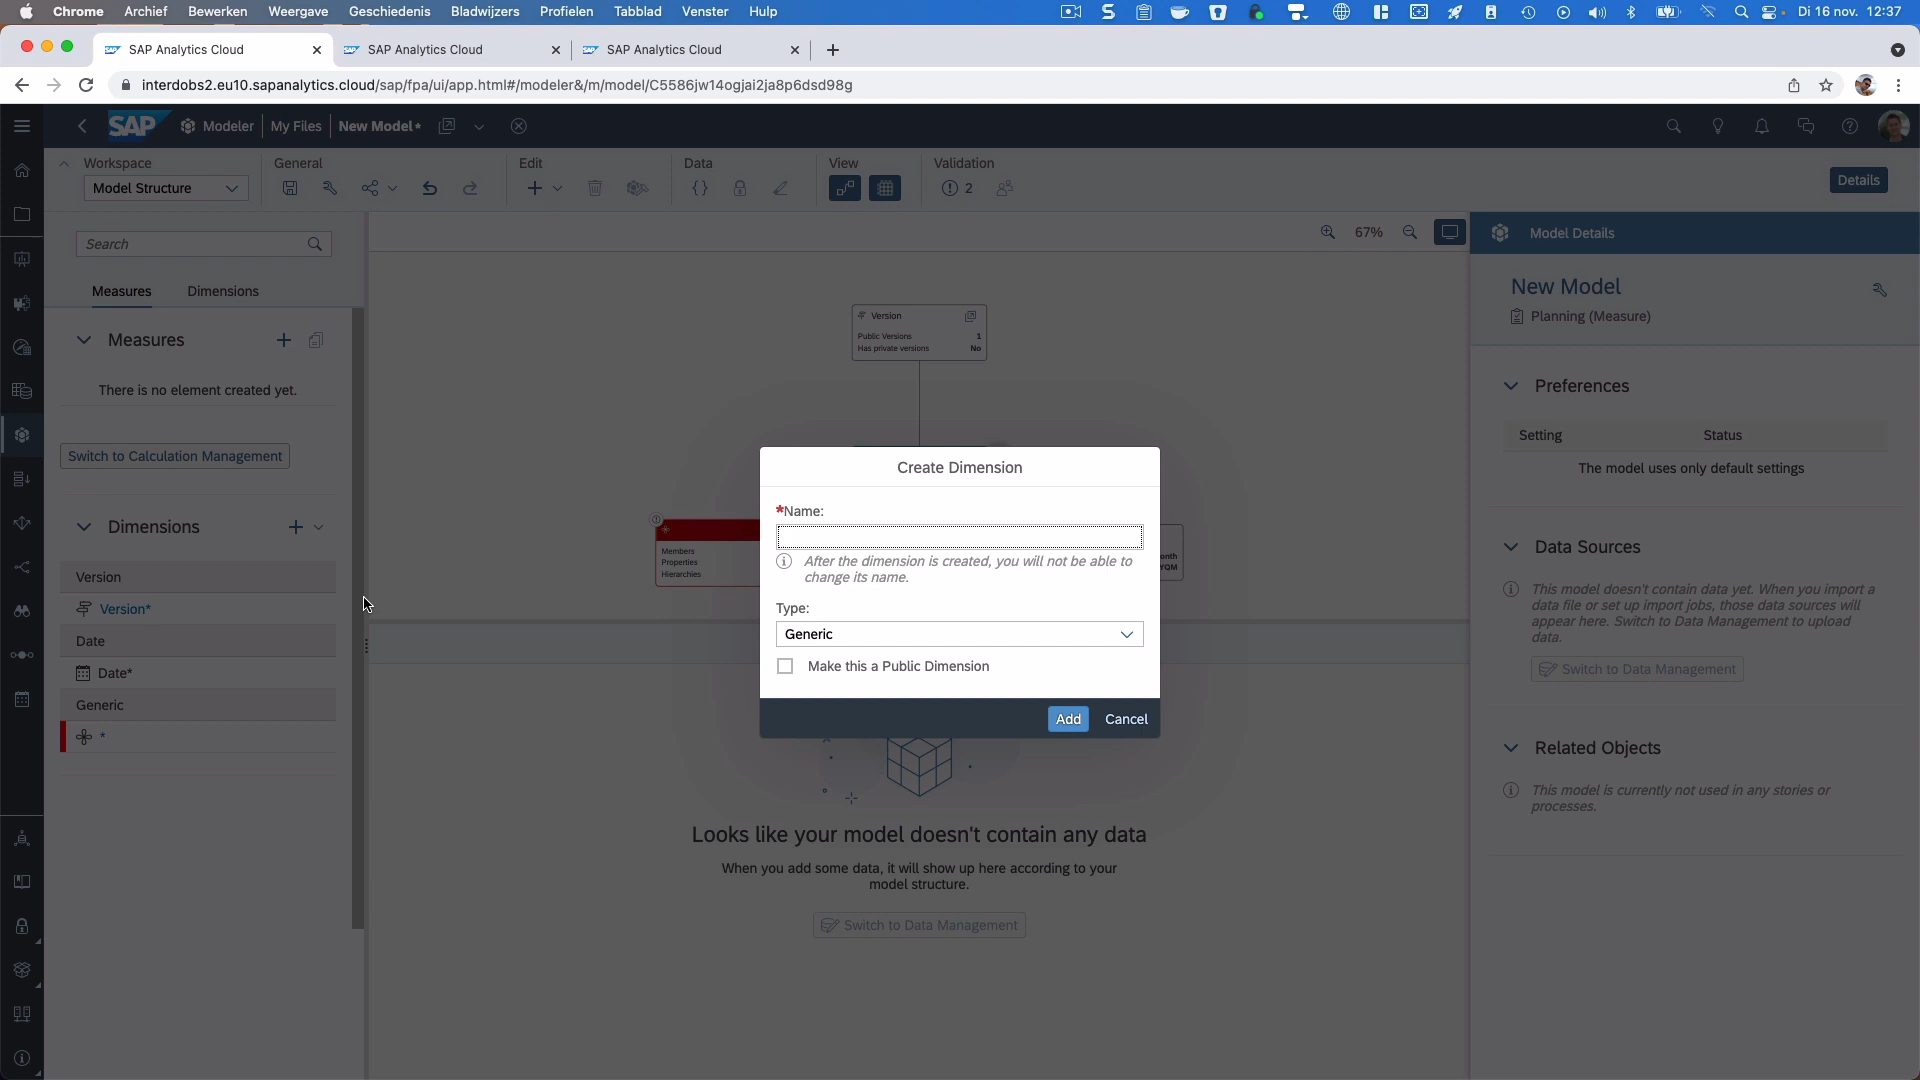 Chrome Archief Bewerken Weergave Geschiedenis Bladwijzers Profielen Tabblad Venster Hulp Di 16 nov. 12:37
SAP Analytics Cloud SAP Analytics Cloud SAP Analytics Cloud
interdobs2.eu10.sapanalytics.cloud/sap/fpa/ui/app.html#/modeler&/m/model/C5586jw14ogjai2ja8p6dsd98g
SAP Modeler My Files New Model*
Workspace General Edit Data View Validation
Model Structure 2 Details
Search 67% Model Details
Measures Dimensions
New Model
Planning (Measure)
Measures
There is no element created yet.
Switch to Calculation Management
Dimensions
Version
Version*
Date
Date*
Generic
*
Version
Public Versions 1
Has private versions No
Members
Properties
Hierarchies
onth
YQM
Create Dimension
*Name:
After the dimension is created, you will not be able to
change its name.
Type:
Generic
Make this a Public Dimension
Add Cancel
Looks like your model doesn't contain any data
When you add some data, it will show up here according to your
model structure.
Switch to Data Management
Preferences
Setting Status
The model uses only default settings
Data Sources
This model doesn't contain data yet. When you import a
data file or set up import jobs, those data sources will
appear here. Switch to Data Management to upload
data.
Switch to Data Management
Related Objects
This model is currently not used in any stories or
processes.